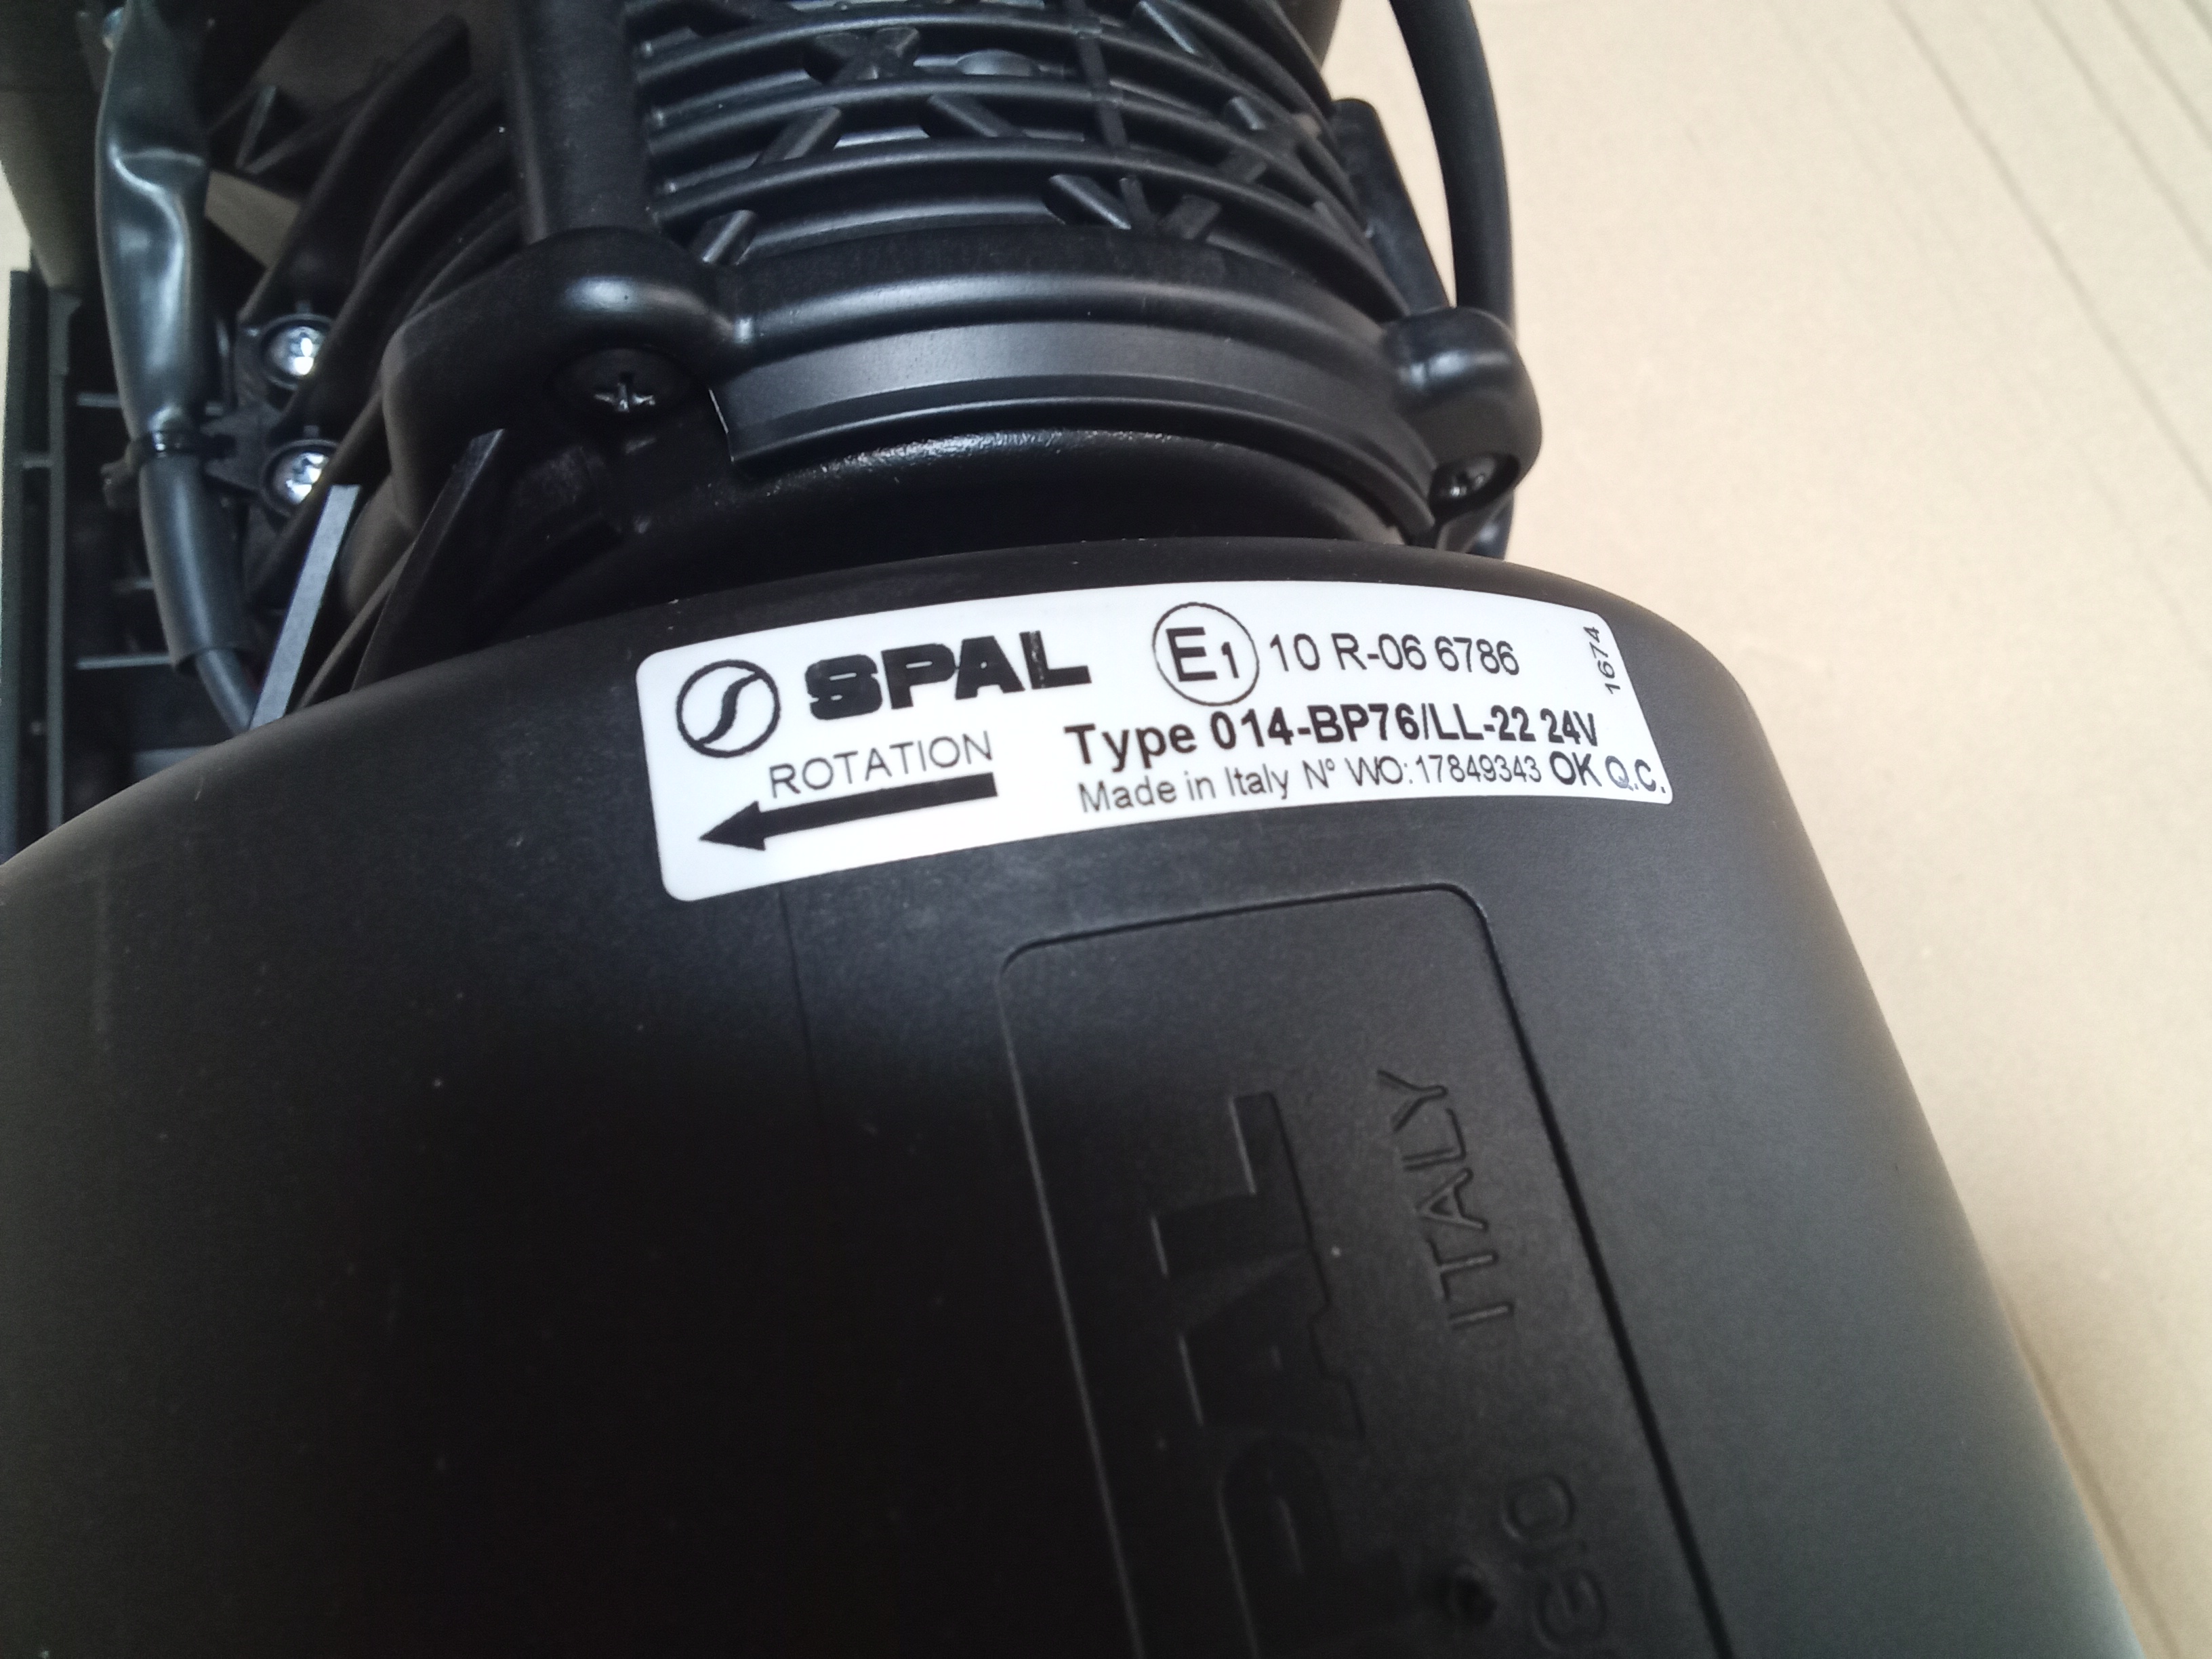 SPAL
E1 10 R-06 6786
1674
ROTATION
Type 014-BP76/LL-22 24V
Made in Italy N° WO:17849343 OK Q.C.
ITALY